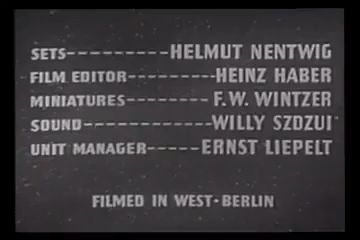 SETS----------HELMUT NENTWIG
FILM EDITOR---------HEINZ HABER
MINIATURES---------F.W. WINTZER
SOUND-------------WILLY SZDZUI
UNIT MANAGER-----ERNST LIEPELT
FILMED IN WEST-BERLIN